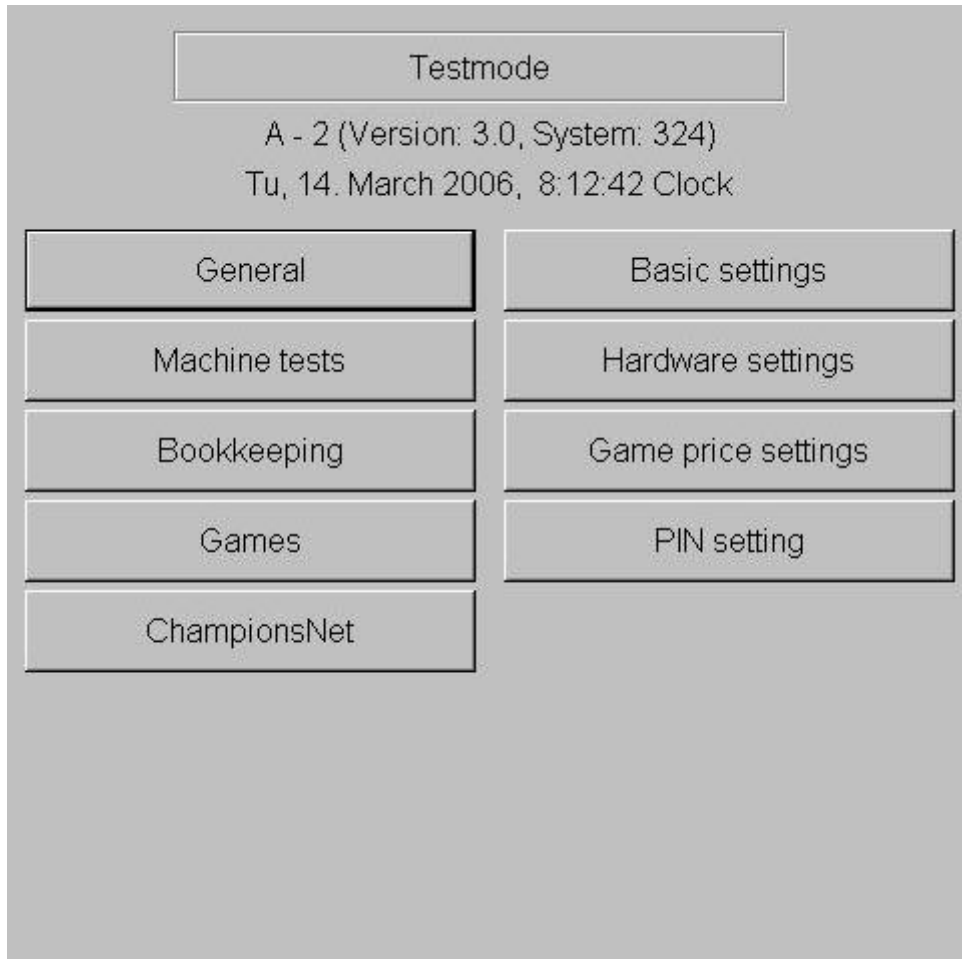 Testmode
A - 2 (Version: 3.0, System: 324)
Tu, 14. March 2006,  8:12:42 Clock
General
Basic settings
Machine tests
Hardware settings
Bookkeeping
Game price settings
Games
PIN setting
ChampionsNet